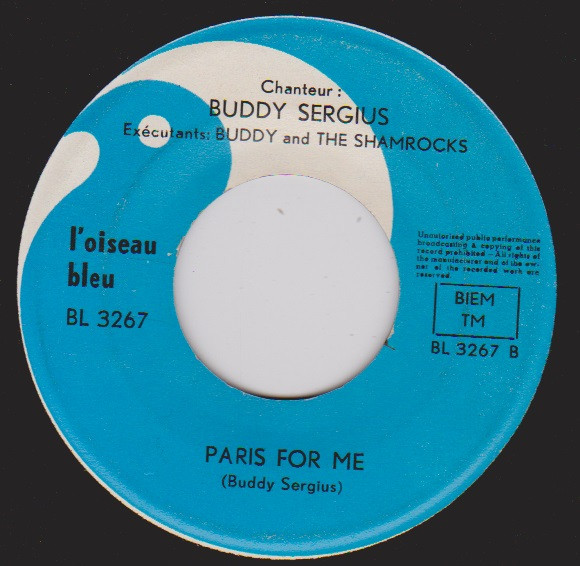 Chanteur :
BUDDY SERGIUS
Exécutants: BUDDY and THE SHAMROCKS
l'oiseau
bleu
BL 3267
Unautorised public performance
broadcasting & copying of this
record prohibited - All rights of
the manufacturer and of the ow-
ner of the recorded work are
reserved
BIEM
TM
BL 3267 B
PARIS FOR ME
(Buddy Sergius)